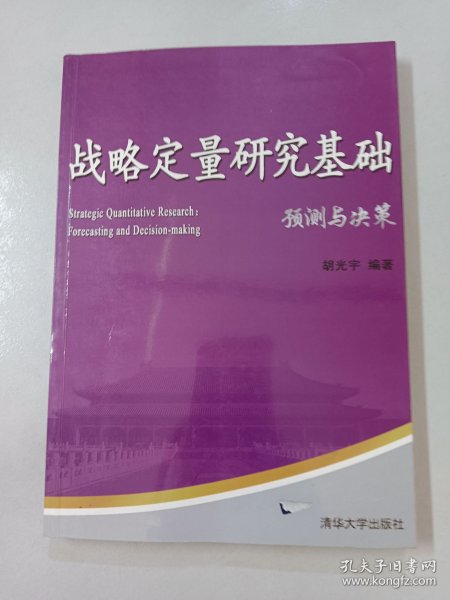 战略定量研究基础
Strategic Quantitative Research:
Forecasting and Decision-making
预测与决策
胡光宇 编著
清华大学出版社
孔夫子旧书网
www.kongfz.com